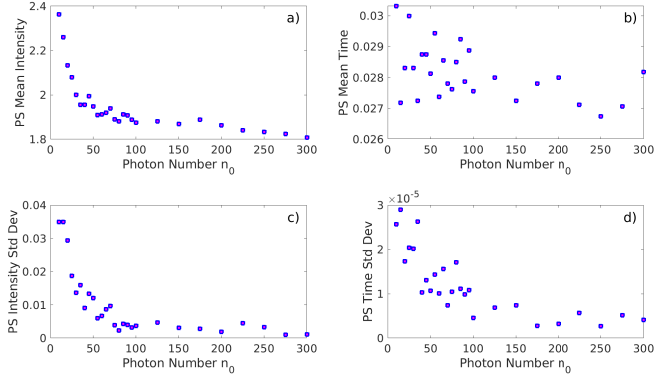 2.4
2.2
2
1.8
0 50 100 150 200 250 300
PS Mean Intensity
Photon Number n0
a)
0.03
0.029
0.028
0.027
0.026
0 50 100 150 200 250 300
PS Mean Time
Photon Number n0
b)
0.04
0.03
0.02
0.01
0
0 50 100 150 200 250 300
PS Intensity Std Dev
Photon Number n0
c)
×10-5
3
2
1
0
0 50 100 150 200 250 300
PS Time Std Dev
Photon Number n0
d)